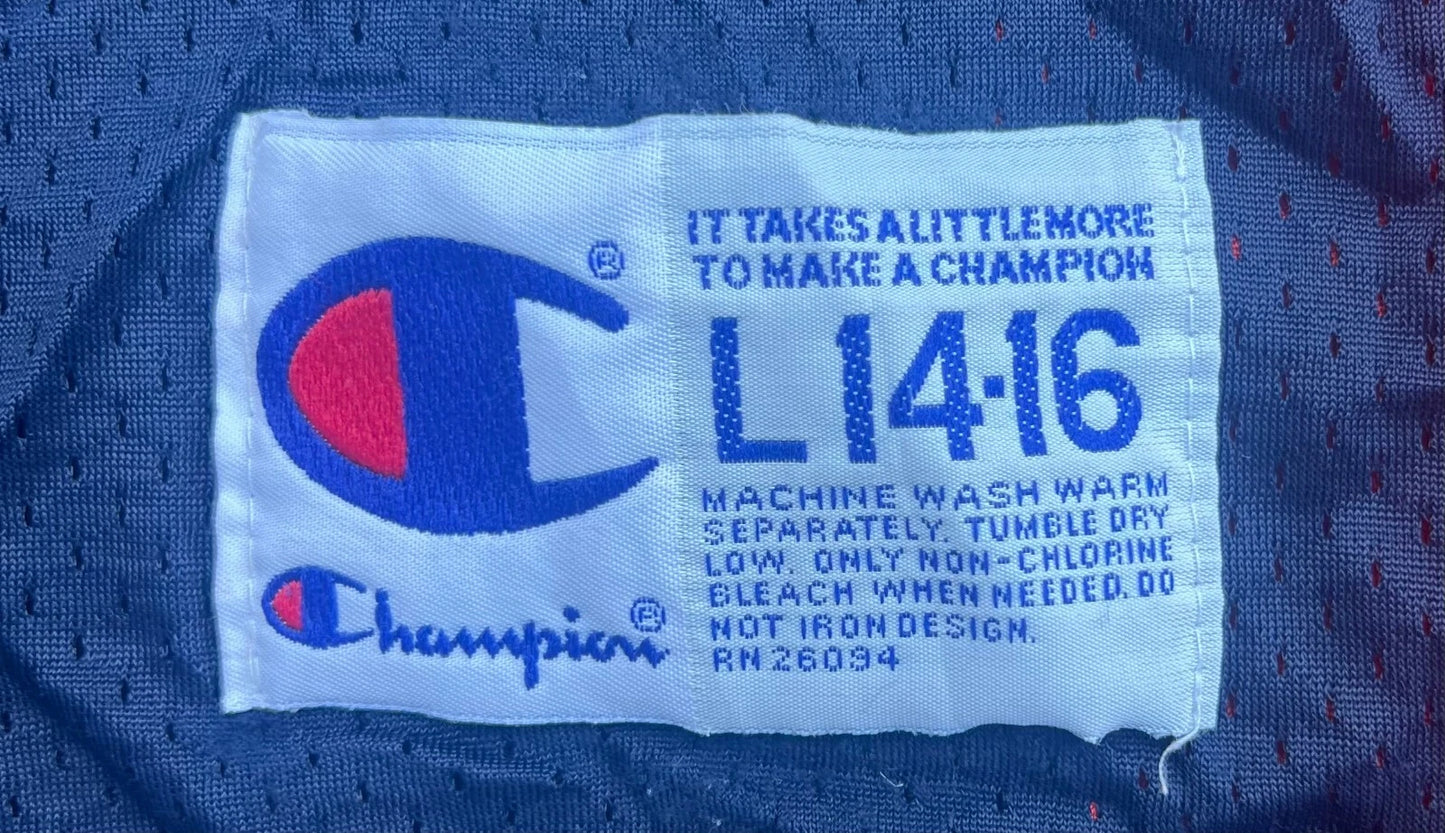 IT TAKES A LITTLE MORE
TO MAKE A CHAMPION
L 14-16
MACHINE WASH WARM
SEPARATELY. TUMBLE DRY
LOW. ONLY NON-CHLORINE
BLEACH WHEN NEEDED. DO
NOT IRON DESIGN.
RN 26094
Champion®